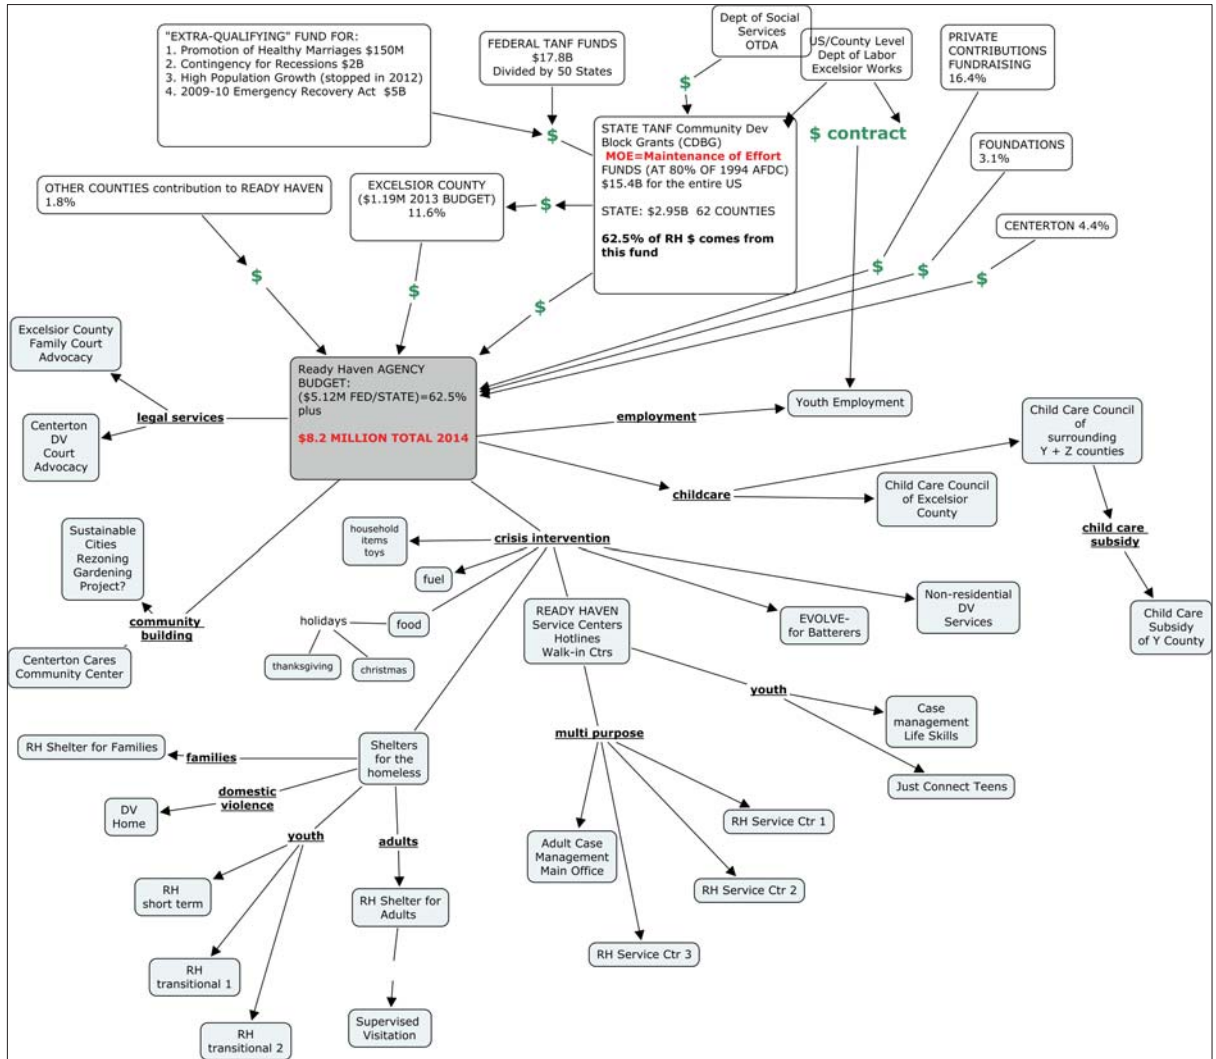 "EXTRA-QUALIFYING" FUND FOR:
1. Promotion of Healthy Marriages $150M
2. Contingency for Recessions $2B
3. High Population Growth (stopped in 2012)
4. 2009-10 Emergency Recovery Act $5B
FEDERAL TANF FUNDS
$17.8B
Divided by 50 States
Dept of Social
Services
OTDA
US/County Level
Dept of Labor
Excelsior Works
PRIVATE
CONTRIBUTIONS
FUNDRAISING
16.4%
$
$
$ contract
STATE TANF Community Dev
Block Grants (CDBG)
MOE=Maintenance of Effort
FUNDS (AT 80% OF 1994 AFDC)
$15.4B for the entire US
STATE: $2.95B 62 COUNTIES
62.5% of RH $ comes from
this fund
FOUNDATIONS
3.1%
OTHER COUNTIES contribution to READY HAVEN
1.8%
EXCELSIOR COUNTY
($1.19M 2013 BUDGET)
11.6%
$
CENTERTON 4.4%
$
$
$
$
$
$
Excelsior County
Family Court
Advocacy
legal services
Centerton
DV
Court
Advocacy
Ready Haven AGENCY
BUDGET:
($5.12M FED/STATE)=62.5%
plus
$8.2 MILLION TOTAL 2014
employment
Youth Employment
childcare
Child Care Council
of
surrounding
Y + Z counties
Child Care Council
of Excelsior
County
child care
subsidy
Child Care
Subsidy
of Y County
Sustainable
Cities
Rezoning
Gardening
Project?
community
building
Centerton Cares
Community Center
household
items
toys
crisis intervention
fuel
food
holidays
thanksgiving
christmas
READY HAVEN
Service Centers
Hotlines
Walk-in Ctrs
EVOLVE-
for Batterers
Non-residential
DV
Services
youth
Case
management
Life Skills
Just Connect Teens
multi purpose
RH Service Ctr 1
Adult Case
Management
Main Office
RH Service Ctr 2
RH Service Ctr 3
RH Shelter for Families
families
Shelters
for the
homeless
domestic
violence
DV
Home
youth
adults
RH
short term
RH Shelter for
Adults
RH
transitional 1
RH
transitional 2
Supervised
Visitation